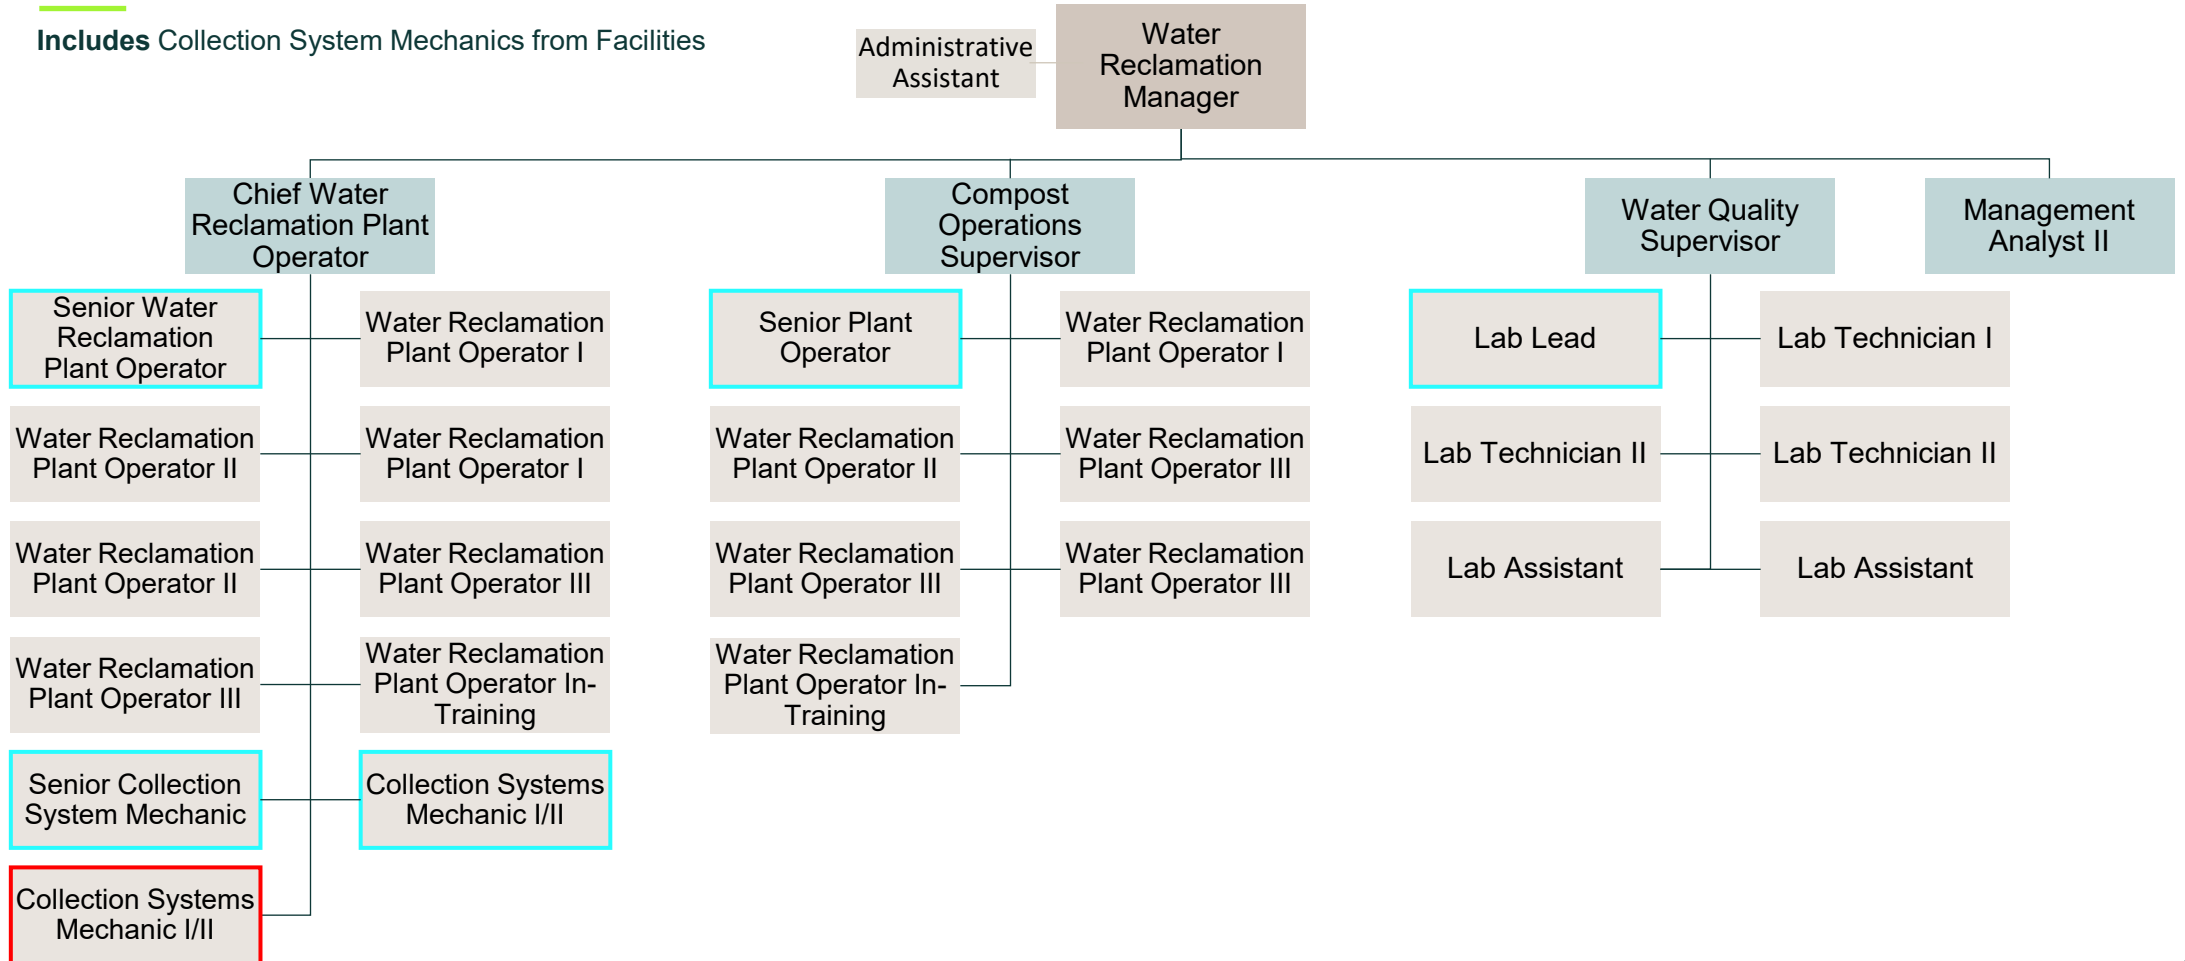 Includes Collection System Mechanics from Facilities
Administrative
Assistant
Water
Reclamation
Manager
Chief Water
Reclamation Plant
Operator
Compost
Operations
Supervisor
Water Quality
Supervisor
Management
Analyst II
Senior Water
Reclamation
Plant Operator
Water Reclamation
Plant Operator I
Water Reclamation
Plant Operator II
Water Reclamation
Plant Operator I
Water Reclamation
Plant Operator II
Water Reclamation
Plant Operator III
Water Reclamation
Plant Operator III
Water Reclamation
Plant Operator In-
Training
Senior Collection
System Mechanic
Collection Systems
Mechanic I/II
Collection Systems
Mechanic I/II
Senior Plant
Operator
Water Reclamation
Plant Operator I
Water Reclamation
Plant Operator II
Water Reclamation
Plant Operator III
Water Reclamation
Plant Operator III
Water Reclamation
Plant Operator III
Water Reclamation
Plant Operator In-
Training
Lab Lead
Lab Technician I
Lab Technician II
Lab Technician II
Lab Assistant
Lab Assistant